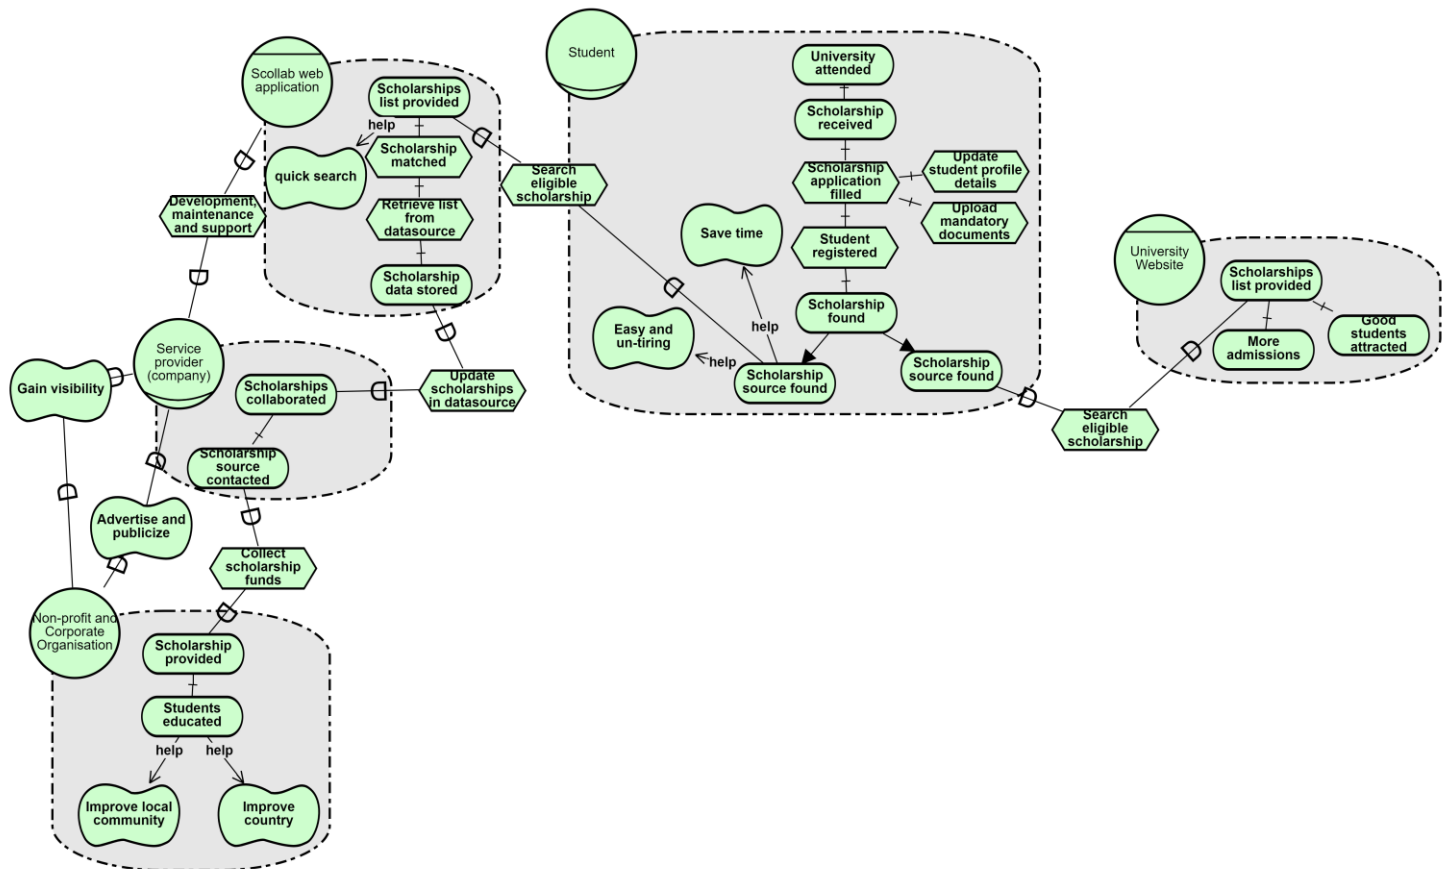 Scollab web
application
Scholarships
list provided
help
quick search
Scholarship
matched
Retrieve list
from
datasource
Scholarship
data stored
Development,
maintenance
and support
Search
eligible
scholarship
Student
University
attended
Scholarship
received
Scholarship
application
filled
Update
student profile
details
Upload
mandatory
documents
Student
registered
Save time
Scholarship
found
help
Easy and
un-tiring
help
Scholarship
source found
Scholarship
source found
University
Website
Scholarships
list provided
More
admissions
Good
students
attracted
Search
eligible
scholarship
Service
provider
(company)
Gain visibility
Scholarships
collaborated
Update
scholarships
in datasource
Scholarship
source
contacted
Advertise and
publicize
Collect
scholarship
funds
Non-profit and
Corporate
Organisation
Scholarship
provided
Students
educated
help
help
Improve local
community
Improve
country